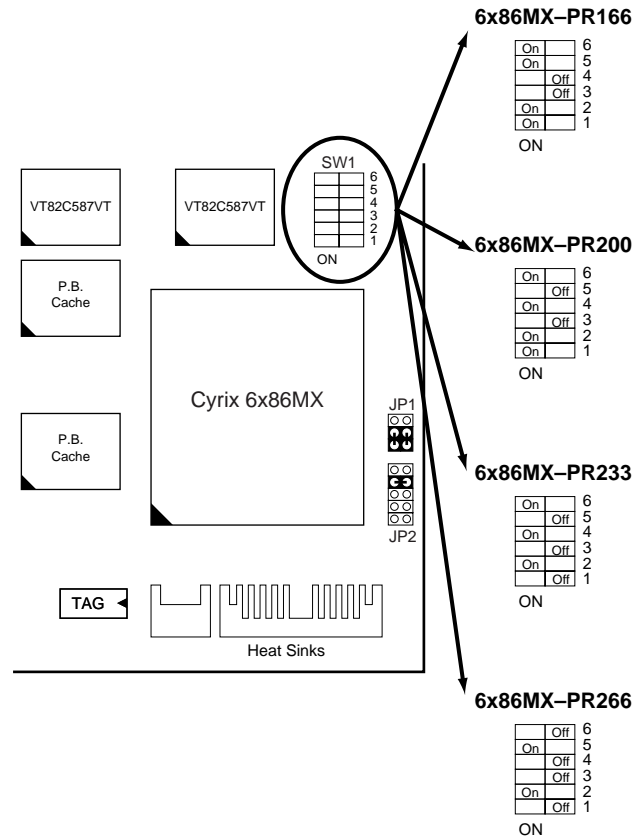 6x86MX–PR166
On 6
On 5
Off 4
Off 3
On 2
On 1
ON
SW1
6
5
4
3
2
1
ON
VT82C587VT
VT82C587VT
6x86MX–PR200
On 6
Off 5
On 4
Off 3
On 2
On 1
ON
P.B.
Cache
Cyrix 6x86MX
JP1
P.B.
Cache
6x86MX–PR233
On 6
Off 5
On 4
Off 3
On 2
Off 1
ON
JP2
TAG
Heat Sinks
6x86MX–PR266
Off 6
On 5
Off 4
Off 3
On 2
Off 1
ON